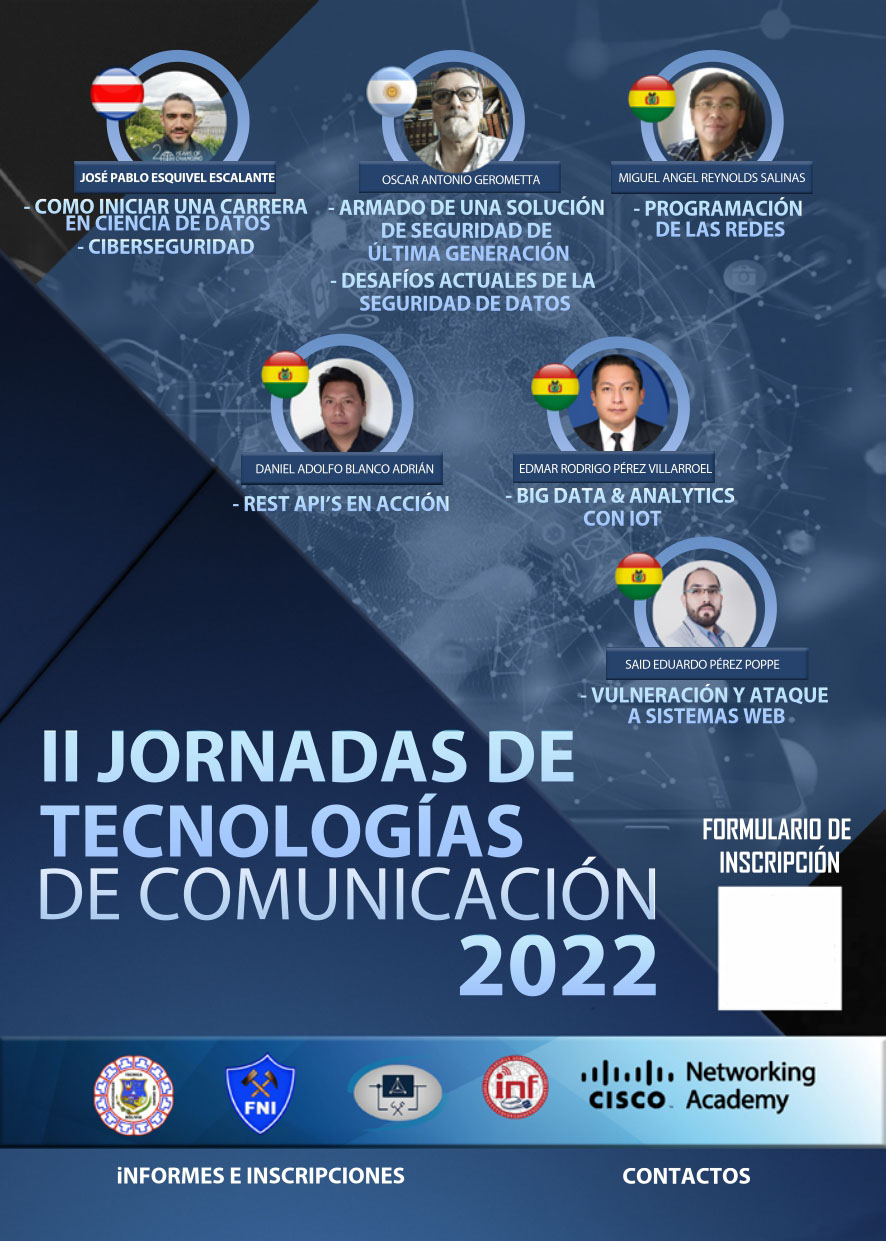 JOSÉ PABLO ESQUIVEL ESCALANTE
- COMO INICIAR UNA CARRERA
EN CIENCIA DE DATOS
- CIBERSEGURIDAD
OSCAR ANTONIO GEROMETTA
- ARMADO DE UNA SOLUCIÓN
DE SEGURIDAD DE
ÚLTIMA GENERACIÓN
- DESAFÍOS ACTUALES DE LA
SEGURIDAD DE DATOS
MIGUEL ANGEL REYNOLDS SALINAS
- PROGRAMACIÓN
DE LAS REDES
DANIEL ADOLFO BLANCO ADRIÁN
- REST API'S EN ACCIÓN
EDMAR RODRIGO PÉREZ VILLARROEL
- BIG DATA & ANALYTICS
CON IOT
SAID EDUARDO PÉREZ POPPE
- VULNERACIÓN Y ATAQUE
A SISTEMAS WEB
II JORNADAS DE
TECNOLOGÍAS
DE COMUNICACIÓN
2022
FORMULARIO DE
INSCRIPCIÓN
FNI
inf
CISCO
Networking
Academy
iNFORMES E INSCRIPCIONES
CONTACTOS